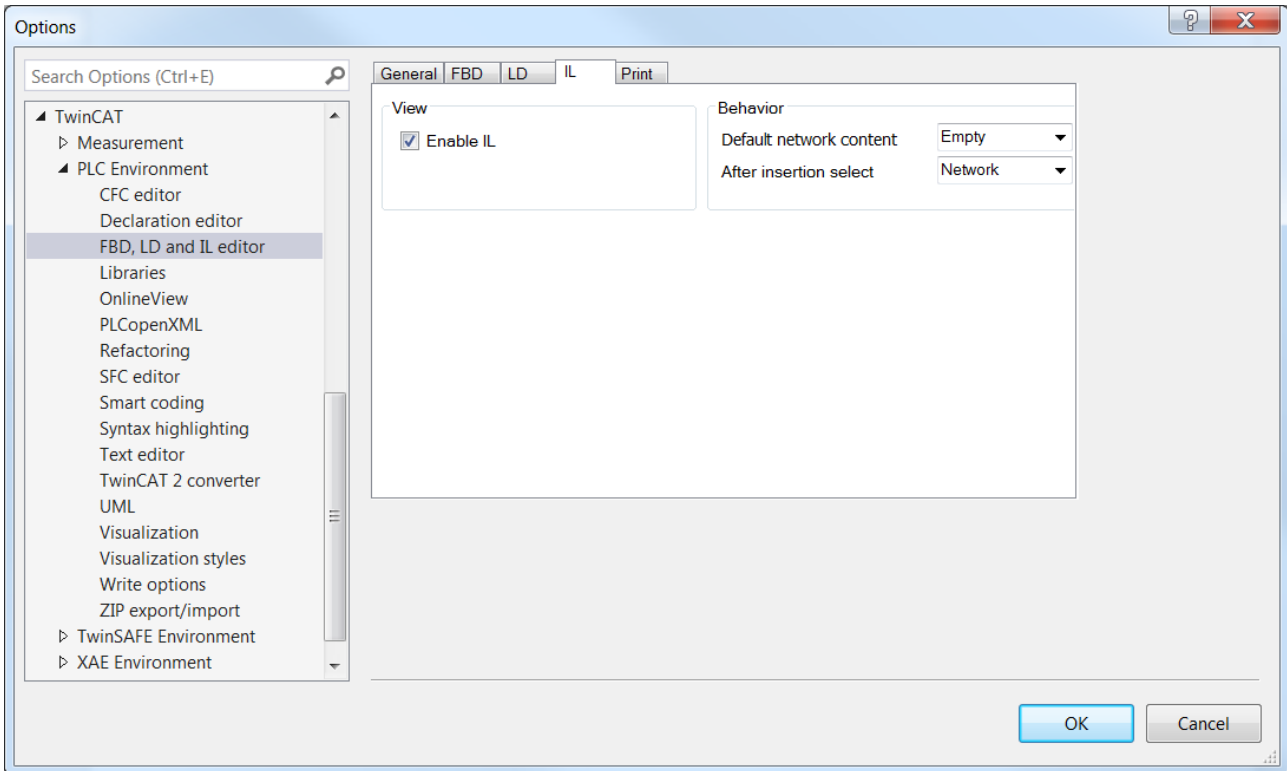 Options
Search Options (Ctrl+E)
TwinCAT
Measurement
PLC Environment
CFC editor
Declaration editor
FBD, LD and IL editor
Libraries
OnlineView
PLCopenXML
Refactoring
SFC editor
Smart coding
Syntax highlighting
Text editor
TwinCAT 2 converter
UML
Visualization
Visualization styles
Write options
ZIP export/import
TwinSAFE Environment
XAE Environment
General FBD LD IL Print
View
Enable IL
Behavior
Default network content Empty
After insertion select Network
OK Cancel